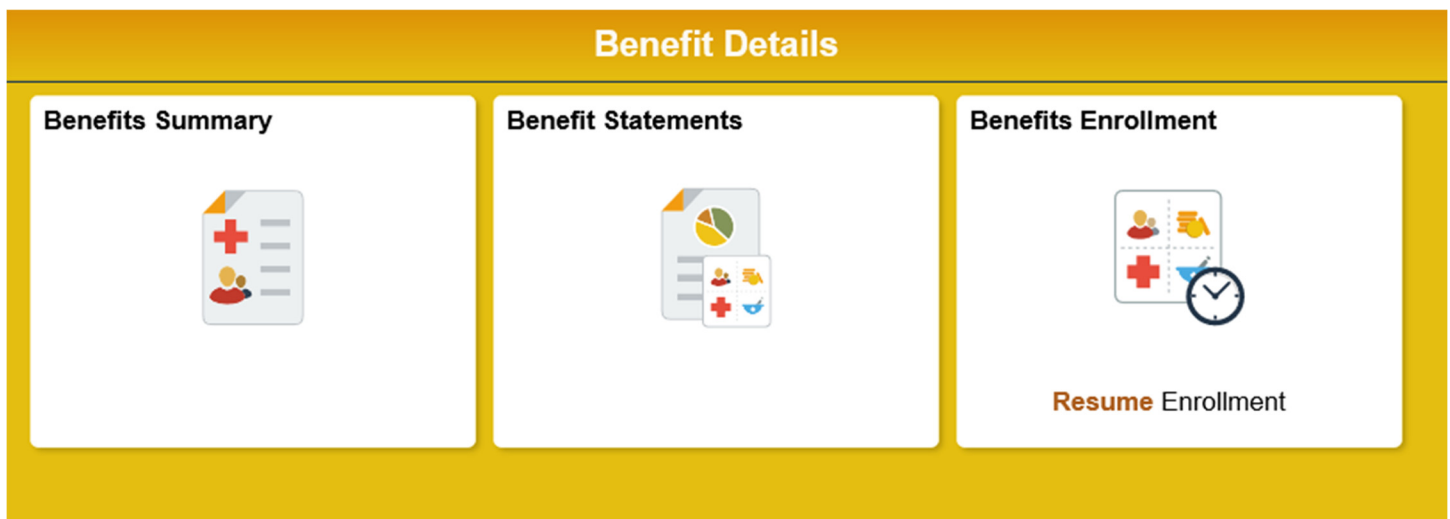 Benefit Details
Benefits Summary
Benefit Statements
Benefits Enrollment
Resume Enrollment